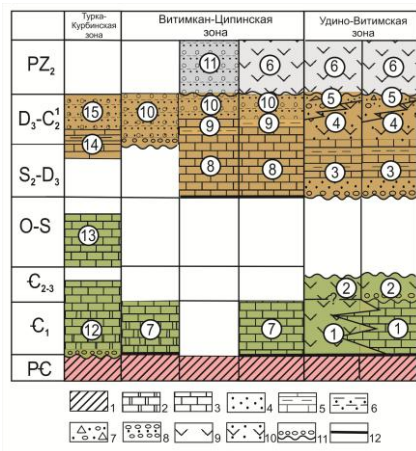 Турка-
Курбинская
зона
Витимкан-Ципинская
зона
Удино-Витимская
зона
PZ₂
11
6
6
6
D₃-C₂¹
15
14
10
10
9
10
9
5
4
5
4
S₂-D₃
8
8
3
3
O-S
13
Є₂₋₃
2
2
Є₁
12
7
7
1
1
PЄ
1
2
3
4
5
6
7
8
9
10
11
12